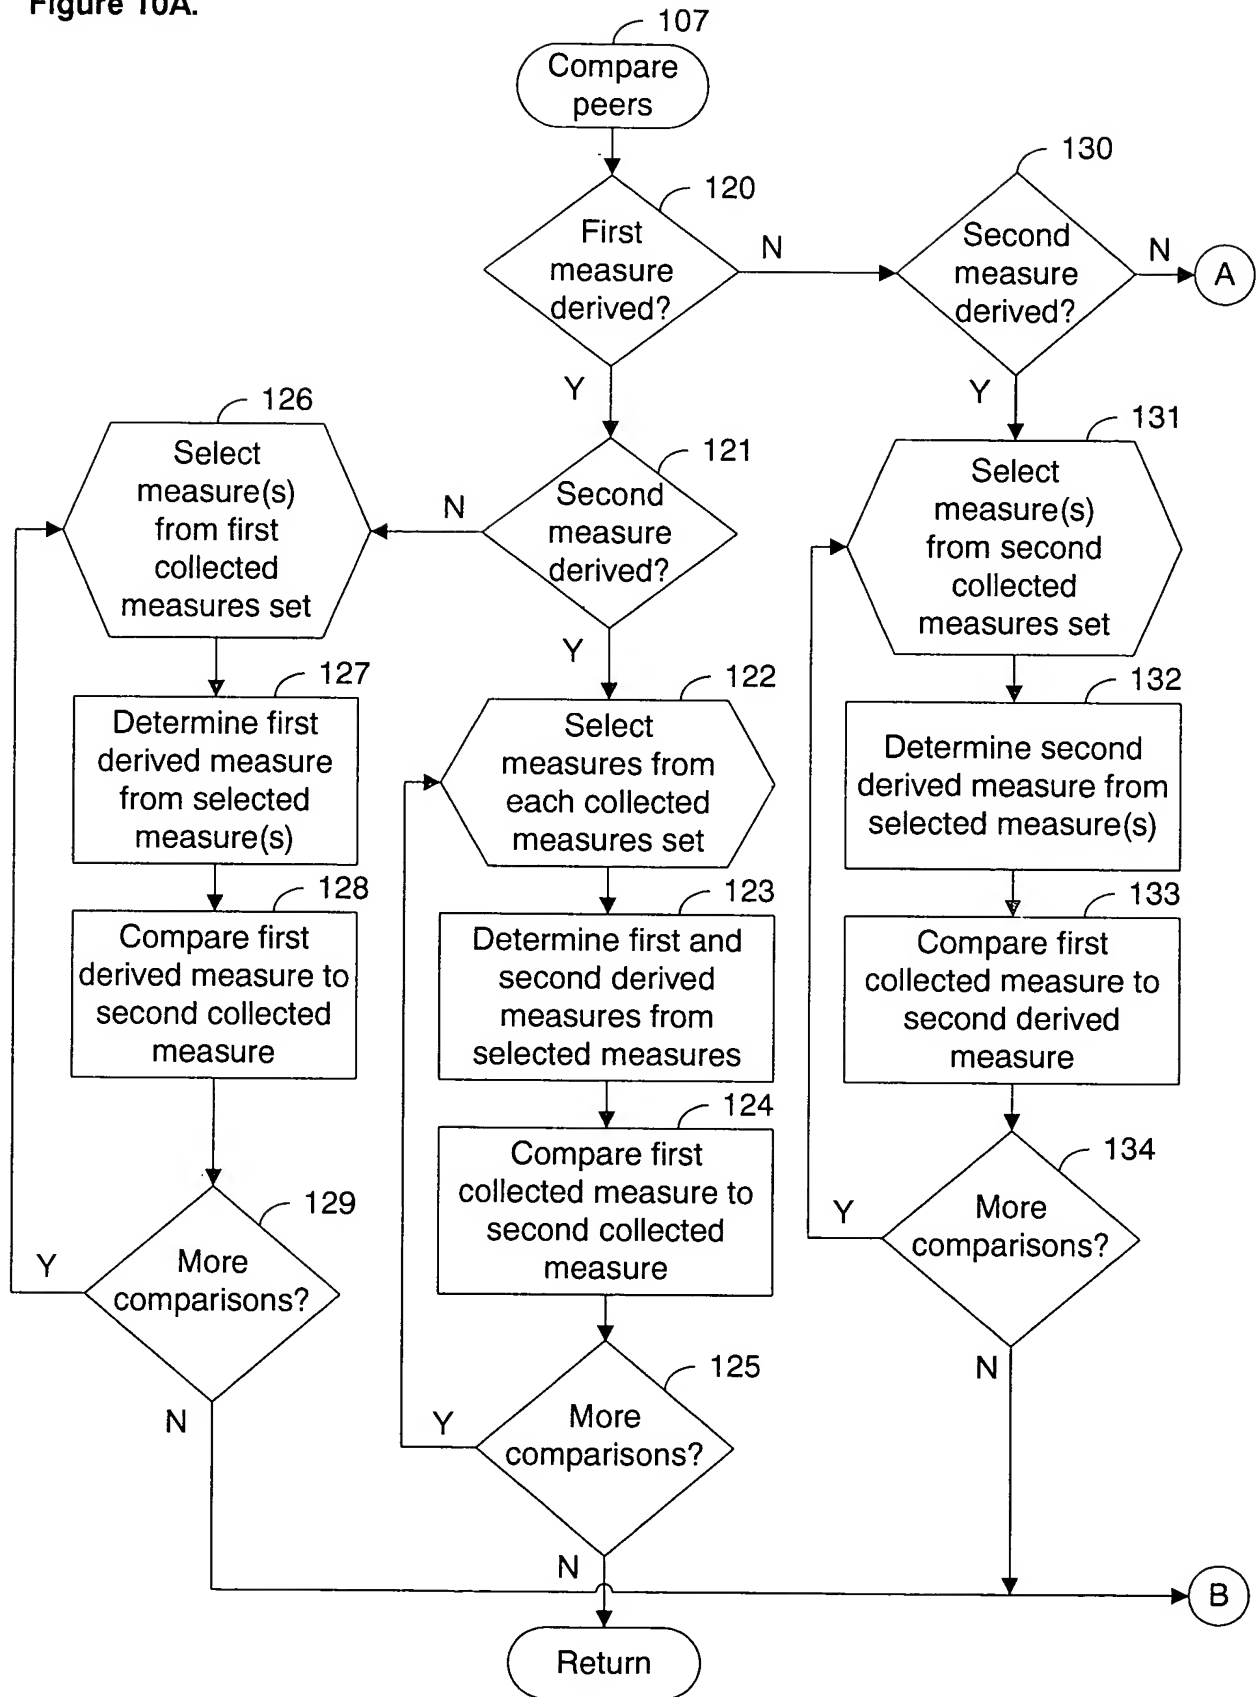 Figure 10A.
107
Compare
peers
130
120
First
measure
derived?
N
Second
measure
derived?
N
A
Y
Y
126
Select
measure(s)
from first
collected
measures set
N
121
Second
measure
derived?
131
Select
measure(s)
from second
collected
measures set
Y
127
Determine first
derived measure
from selected
measure(s)
122
Select
measures from
each collected
measures set
132
Determine second
derived measure from
selected measure(s)
128
Compare first
derived measure to
second collected
measure
123
Determine first and
second derived
measures from
selected measures
133
Compare first
collected measure to
second derived
measure
124
Compare first
collected measure to
second collected
measure
134
More
comparisons?
Y
129
More
comparisons?
Y
125
More
comparisons?
Y
N
N
N
B
Return